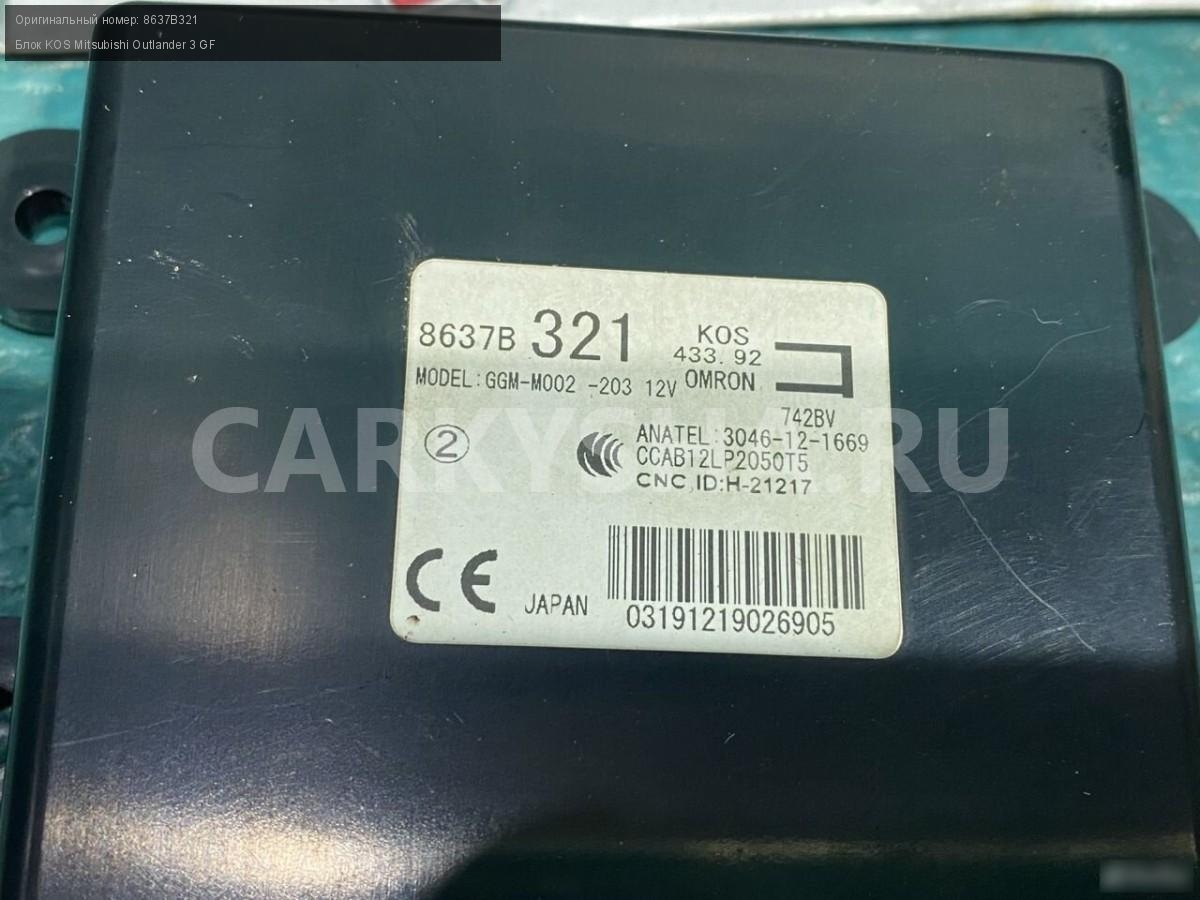 Оригинальный номер: 8637B321
Блок KOS Mitsubishi Outlander 3 GF
8637B 321 KOS
433.92
MODEL:GGM-M002 -203 12V OMRON
742BV
② ANATEL:3046-12-1669
CCAB12LP2050T5
CNC ID:H-21217
CARKYSHA.RU
CE JAPAN
03191219026905